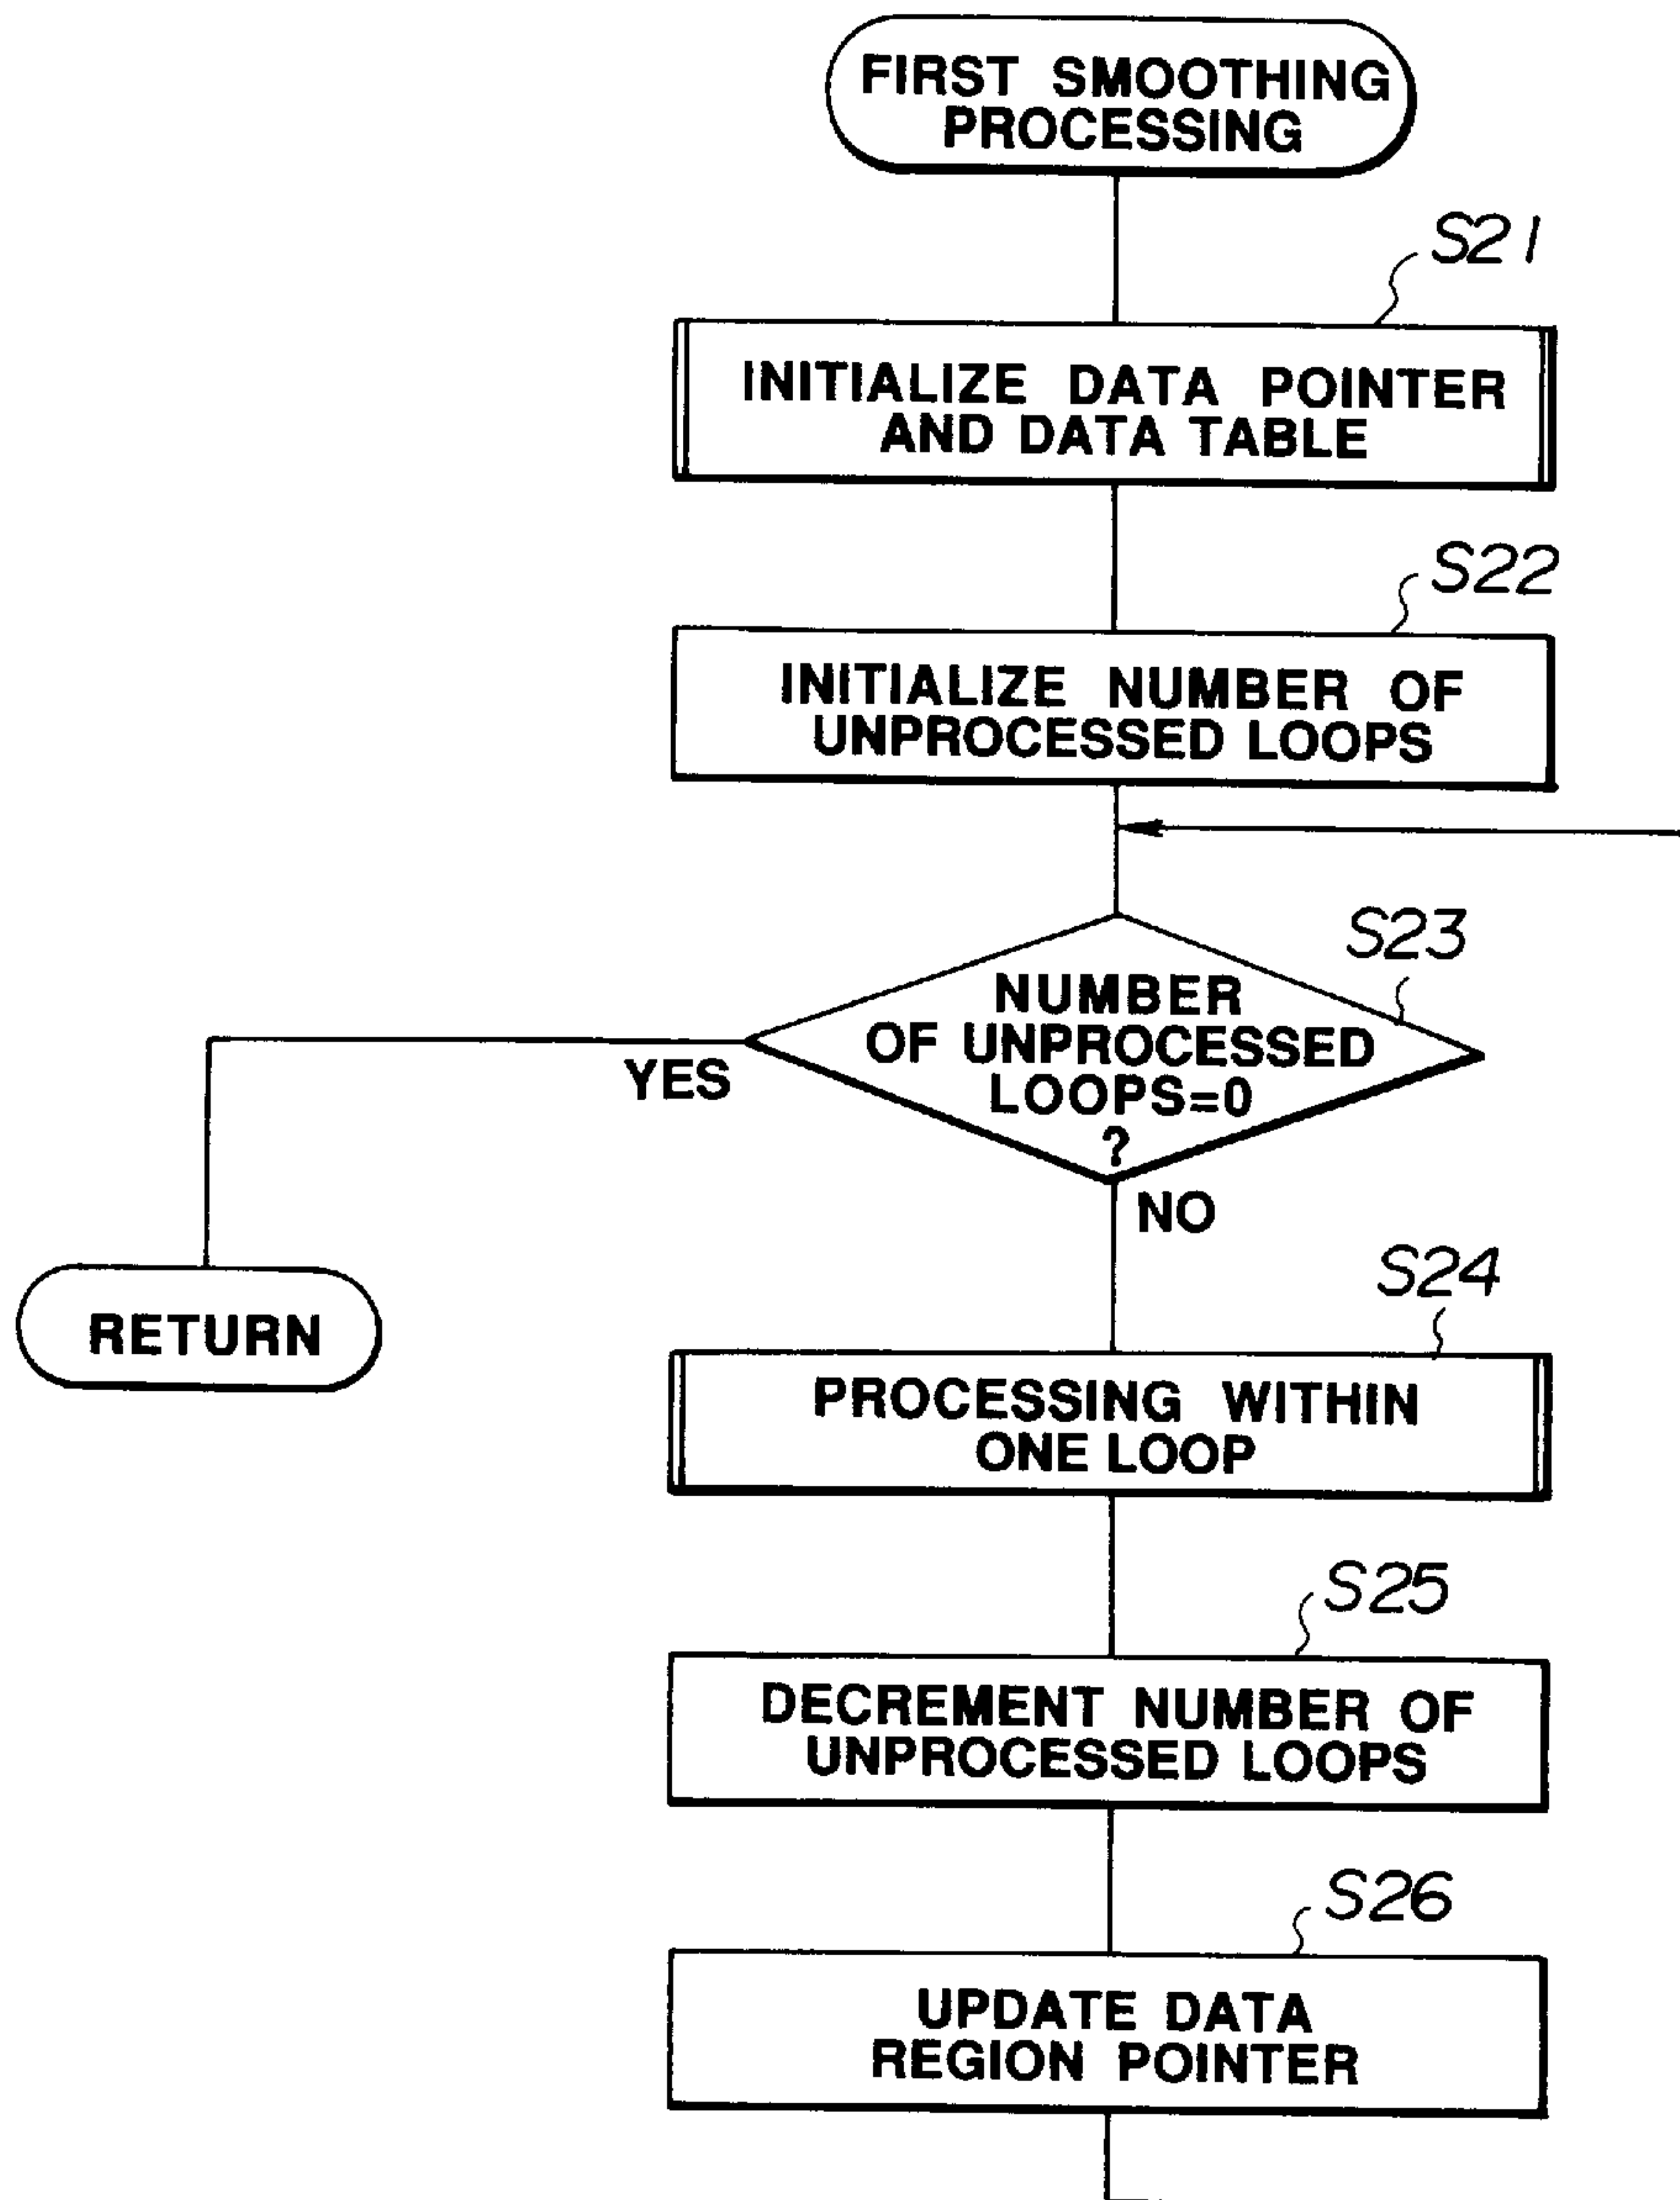 FIRST SMOOTHING
PROCESSING
S21
INITIALIZE DATA POINTER
AND DATA TABLE
S22
INITIALIZE NUMBER OF
UNPROCESSED LOOPS
S23
NUMBER
OF UNPROCESSED
LOOPS=0
?
YES
NO
RETURN
S24
PROCESSING WITHIN
ONE LOOP
S25
DECREMENT NUMBER OF
UNPROCESSED LOOPS
S26
UPDATE DATA
REGION POINTER